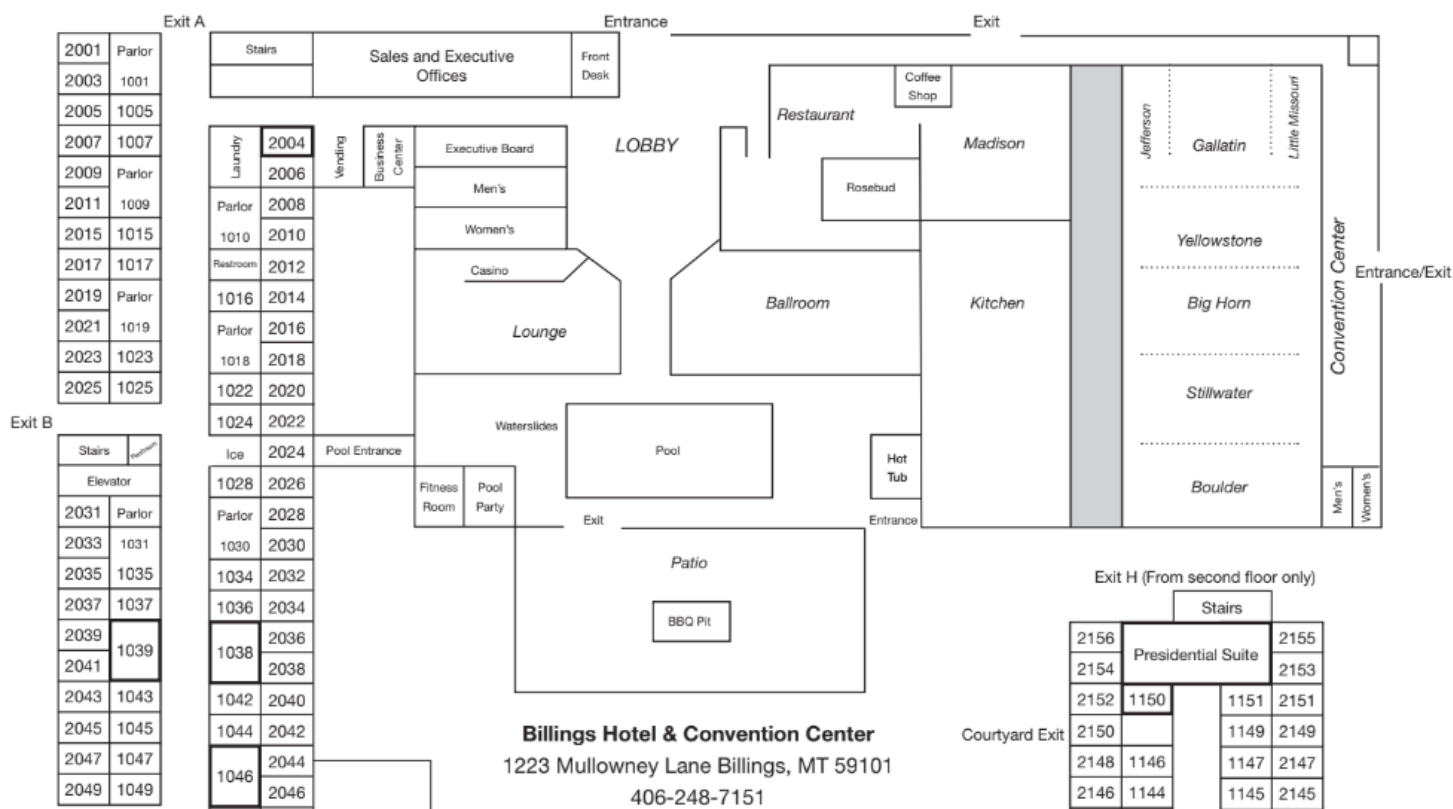 Exit A
Entrance
Exit
2001 Parlor
2003 1001
2005 1005
2007 1007
2009 Parlor
2011 1009
2015 1015
2017 1017
2019 Parlor
2021 1019
2023 1023
2025 1025
Exit B
Stairs Restroom
Elevator
2031 Parlor
2033 1031
2035 1035
2037 1037
2039
1039
2041
2043 1043
2045 1045
2047 1047
2049 1049
Stairs
Sales and Executive
Offices
Front
Desk
Laundry
2004
2006
Vending
Business
Center
Parlor 2008
1010 2010
Restroom 2012
1016 2014
Parlor 2016
1018 2018
1022 2020
1024 2022
Ice 2024
Pool Entrance
1028 2026
Parlor 2028
1030 2030
1034 2032
1036 2034
2036
1038
2038
1042 2040
1044 2042
2044
1046
2046
Executive Board
Men's
Women's
Casino
Lounge
LOBBY
Restaurant
Coffee
Shop
Madison
Rosebud
Ballroom
Kitchen
Waterslides
Pool
Hot
Tub
Fitness
Room
Pool
Party
Exit
Entrance
Patio
BBQ Pit
Jefferson
Gallatin
Little Missouri
Yellowstone
Big Horn
Stillwater
Boulder
Convention Center
Entrance/Exit
Men's
Women's
Exit H (From second floor only)
Stairs
2156
Presidential Suite
2155
2154
2153
2152 1150 1151 2151
Courtyard Exit
2150 1149 2149
2148 1146 1147 2147
2146 1144 1145 2145
Billings Hotel & Convention Center
1223 Mullowney Lane Billings, MT 59101
406-248-7151